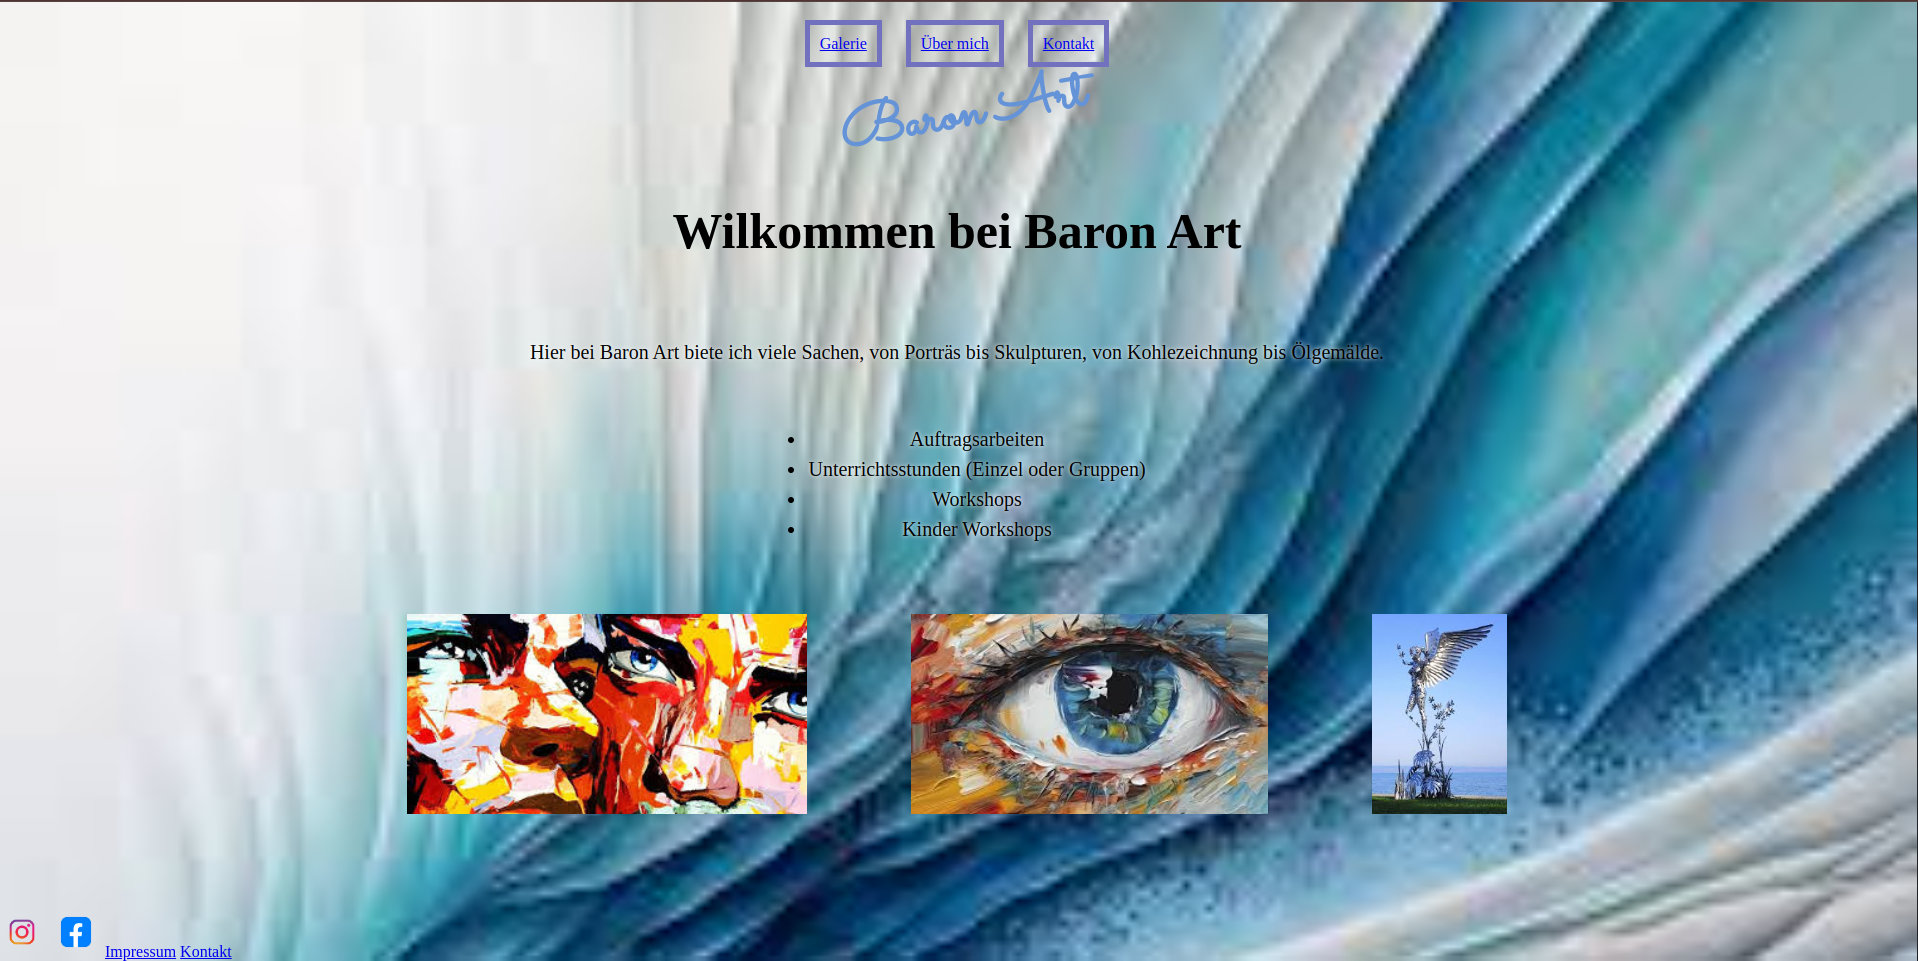 Galerie Über mich Kontakt
Baron Art
Wilkommen bei Baron Art
Hier bei Baron Art biete ich viele Sachen, von Porträs bis Skulpturen, von Kohlezeichnung bis Ölgemälde.
• Auftragsarbeiten
• Unterrichtsstunden (Einzel oder Gruppen)
• Workshops
• Kinder Workshops
Impressum Kontakt